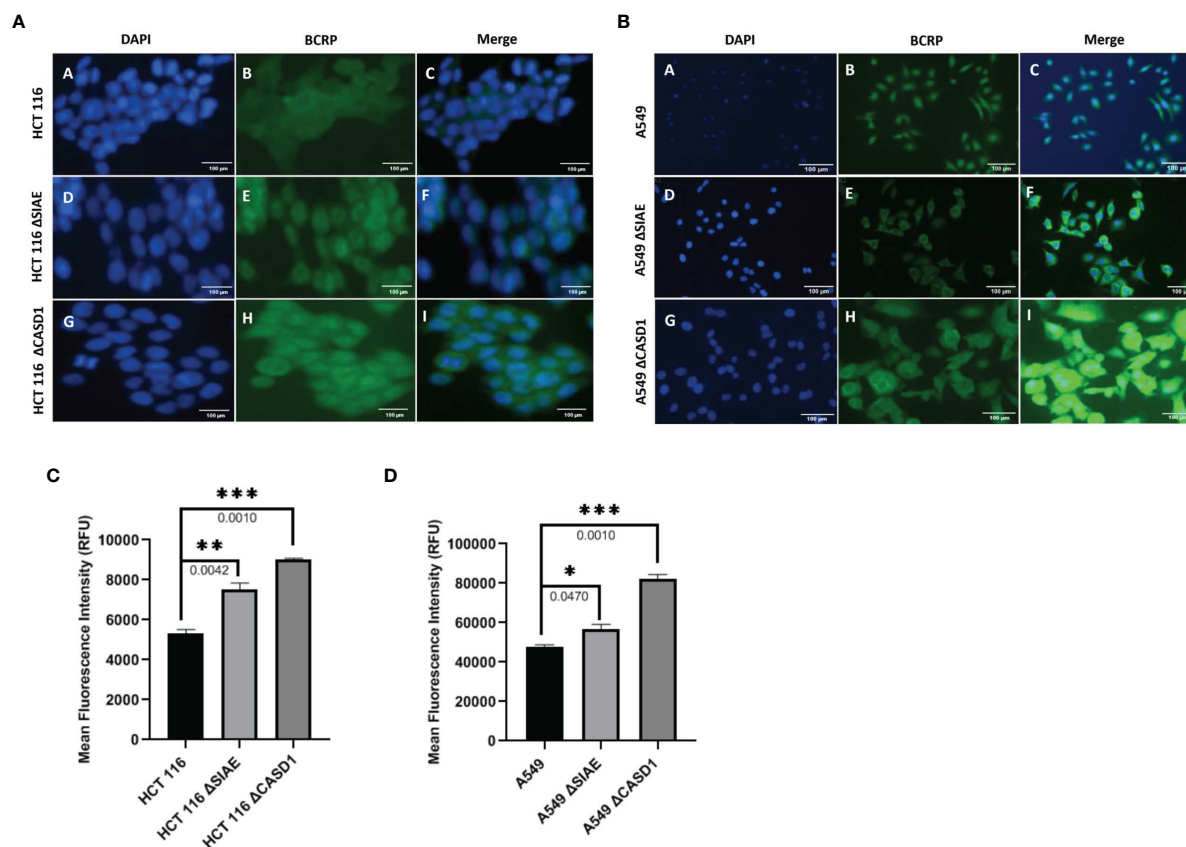 A
DAPI BCRP Merge
HCT 116
A B C
100 µm 100 µm 100 µm
HCT 116 ΔSIAE
D E F
100 µm 100 µm 100 µm
HCT 116 ΔCASD1
G H I
100 µm 100 µm 100 µm
B
DAPI BCRP Merge
A549
A B C
100 µm 100 µm 100 µm
A549 ΔSIAE
D E F
100 µm 100 µm 100 µm
A549 ΔCASD1
G H I
100 µm 100 µm 100 µm
C
Mean Fluorescence Intensity (RFU)
10000
8000
6000
4000
2000
0
***
0.0010
**
0.0042
HCT 116
HCT 116 ΔSIAE
HCT 116 ΔCASD1
D
Mean Fluorescence Intensity (RFU)
100000
80000
60000
40000
20000
0
***
0.0010
*
0.0470
A549
A549 ΔSIAE
A549 ΔCASD1